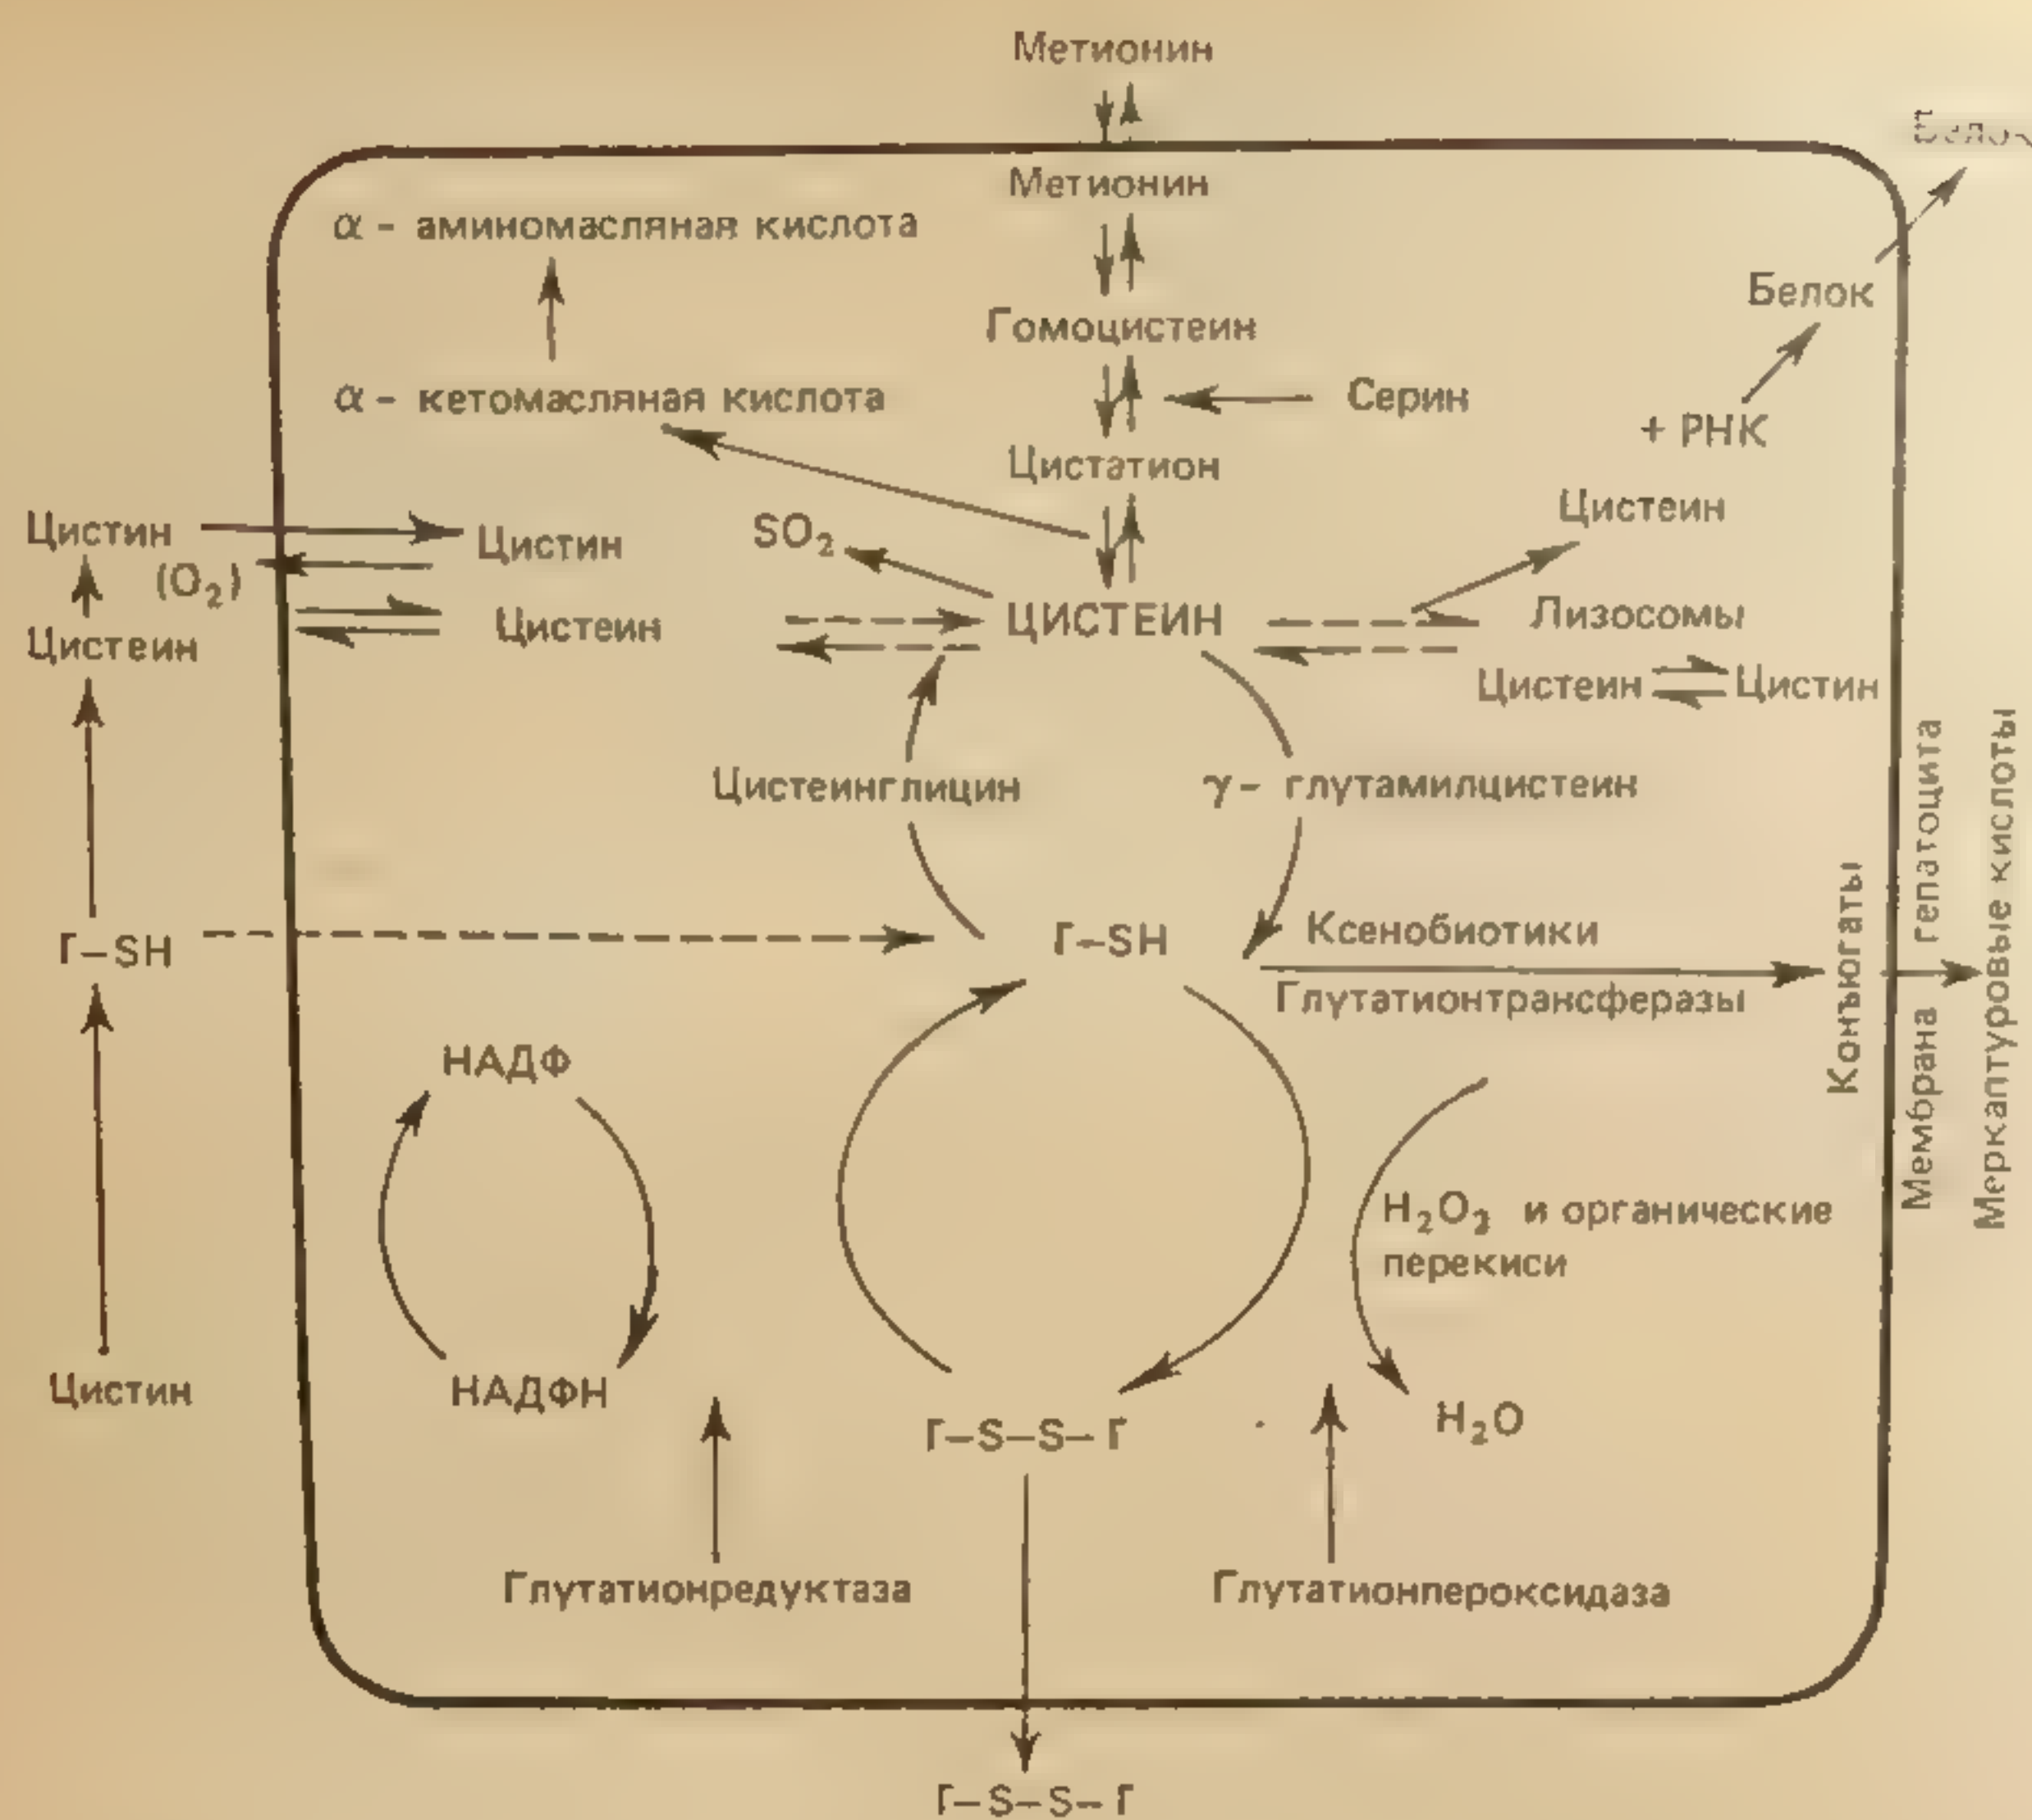 Метионин
Белок
Метионин
α - аминомасляная кислота
Белок
Гомоцистеин
α - кетомасляная кислота
Серин
+ РНК
Цистатион
Цистеин
Цистин
SO₂
Цистин
(O₂)
Цистеин
ЦИСТЕИН
Лизосомы
Цистеин
Цистеин
Цистин
Цистеинглицин
γ - глутамилцистеин
Г–SH
Г–SH
Ксенобиотики
Глутатионтрансферазы
Конъюгаты
Мембрана гепатоцита
Меркаптуровые кислоты
НАДФ
H₂O₂ и органические
перекиси
Цистин
НАДФН
Г–S–S–Г
H₂O
Глутатионредуктаза
Глутатионпероксидаза
Г–S–S–Г